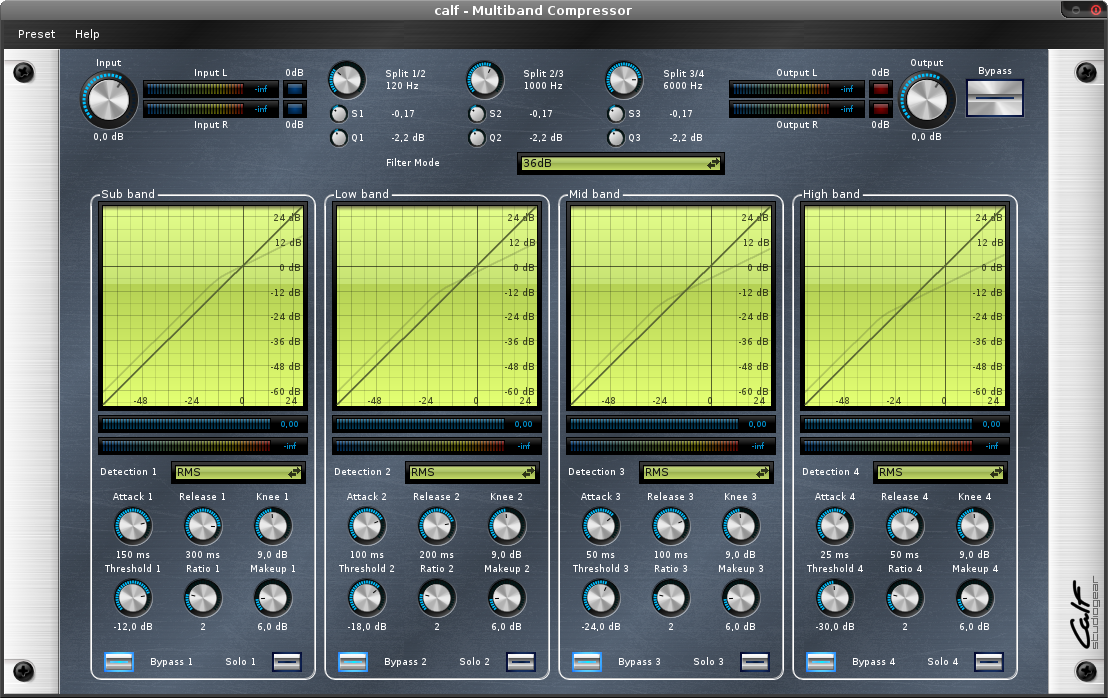 calf - Multiband Compressor
Preset Help
Input
Input L 0dB
-inf
-inf
Input R 0dB
0,0 dB
Split 1/2
120 Hz
S1 -0,17
Q1 -2,2 dB
Split 2/3
1000 Hz
S2 -0,17
Q2 -2,2 dB
Split 3/4
6000 Hz
S3 -0,17
Q3 -2,2 dB
Output L 0dB
-inf
-inf
Output R 0dB
Output
0,0 dB
Bypass
Filter Mode 36dB
Sub band
24 dB
12 dB
0 dB
-12 dB
-24 dB
-36 dB
-48 dB
-60 dB
-48 -24 0 24
0,00
-inf
Detection 1 RMS
Attack 1 Release 1 Knee 1
150 ms 300 ms 9,0 dB
Threshold 1 Ratio 1 Makeup 1
-12,0 dB 2 6,0 dB
Bypass 1 Solo 1
Low band
24 dB
12 dB
0 dB
-12 dB
-24 dB
-36 dB
-48 dB
-60 dB
-48 -24 0 24
0,00
-inf
Detection 2 RMS
Attack 2 Release 2 Knee 2
100 ms 200 ms 9,0 dB
Threshold 2 Ratio 2 Makeup 2
-18,0 dB 2 6,0 dB
Bypass 2 Solo 2
Mid band
24 dB
12 dB
0 dB
-12 dB
-24 dB
-36 dB
-48 dB
-60 dB
-48 -24 0 24
0,00
-inf
Detection 3 RMS
Attack 3 Release 3 Knee 3
50 ms 100 ms 9,0 dB
Threshold 3 Ratio 3 Makeup 3
-24,0 dB 2 6,0 dB
Bypass 3 Solo 3
High band
24 dB
12 dB
0 dB
-12 dB
-24 dB
-36 dB
-48 dB
-60 dB
-48 -24 0 24
0,00
-inf
Detection 4 RMS
Attack 4 Release 4 Knee 4
25 ms 50 ms 9,0 dB
Threshold 4 Ratio 4 Makeup 4
-30,0 dB 2 6,0 dB
Bypass 4 Solo 4
Calf
studiogear